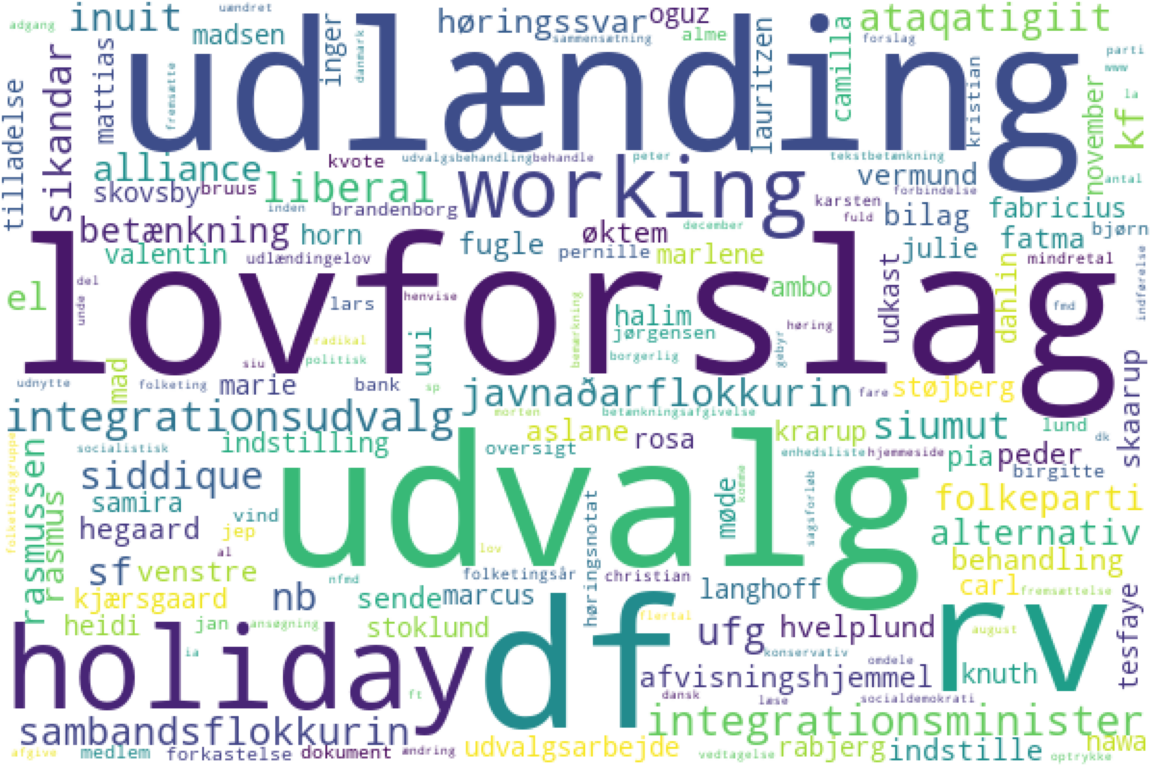 adgang uændret inuit madsen inger danmark høringssvar sammensætning oguz alme lauritzen camilla forslag ataqatigiit parti www
udlænding
tilladelse sikandar mattias fremsætte kristian november kf la antal
alliance kvote udvalgsbehandling behandle peter tekstbetænkning vermund forbindelse
skovsby bruus liberal working karsten fuld bilag fabricius
inden brandenborg december bjørn
betænkning horn fugle øktem julie fatma
valentin udlændingelov pernille marlene udkast dahlin mindretal indførelse
lovforslag
el del unde lars henvise bemærkning ambo fmd
halim høring
siu radikal uui jørgensen gebyr
politisk borgerlig
udnytte mad folketing marie bank sp javnaðarflokkurin fare støjberg skaarup
integrationsudvalg morten betænkningsafgivelse lund
socialistisk indstilling aslane rosa krarup siumut dk
folketingsgruppe rasmussen rasmus oversigt enhedsliste hjemmeside pia peder
siddique birgitte
udvalg
samira vind møde komme sagsforløb folkeparti
hegaard jep alternativ
al lov behandling
sf venstre nfmd folketingsår høringsnotat christian langhoff carl fremsættelse tesfaye
kjærsgaard nb sende marcus
heidi jan ansøgning stoklund flertal ufg hvelplund august
holiday df rv
ia konservativ omdele
afvisningshjemmel knuth
ft dansk læse socialdemokrati
sambandsflokkurin integrationsminister
afgive medlem forkastelse dokument ændring udvalgsarbejde vedtagelse rabjerg indstille optrykke nawa